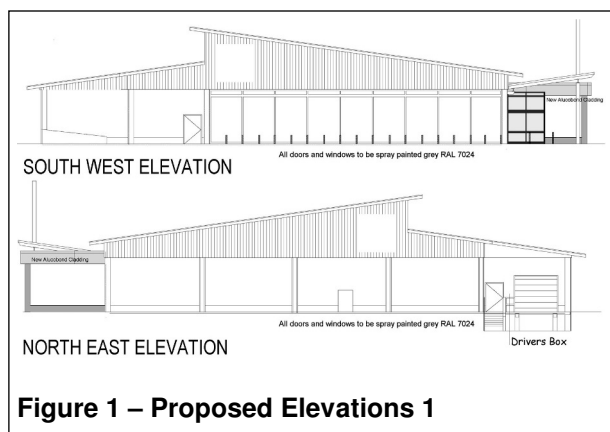 New Alucobond Cladding
All doors and windows to be spray painted grey RAL 7024
SOUTH WEST ELEVATION
New Alucobond Cladding
All doors and windows to be spray painted grey RAL 7024
Drivers Box
NORTH EAST ELEVATION
Figure 1 – Proposed Elevations 1